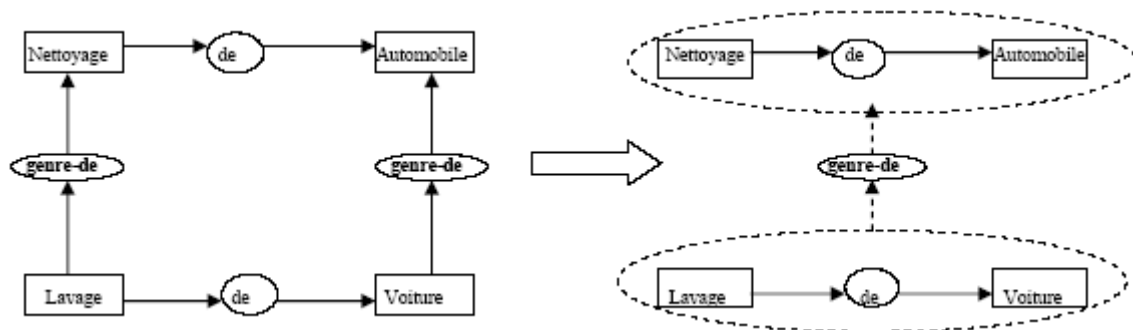 Nettoyage de Automobile
genre-de genre-de
Lavage de Voiture
Nettoyage de Automobile
genre-de
Lavage de Voiture